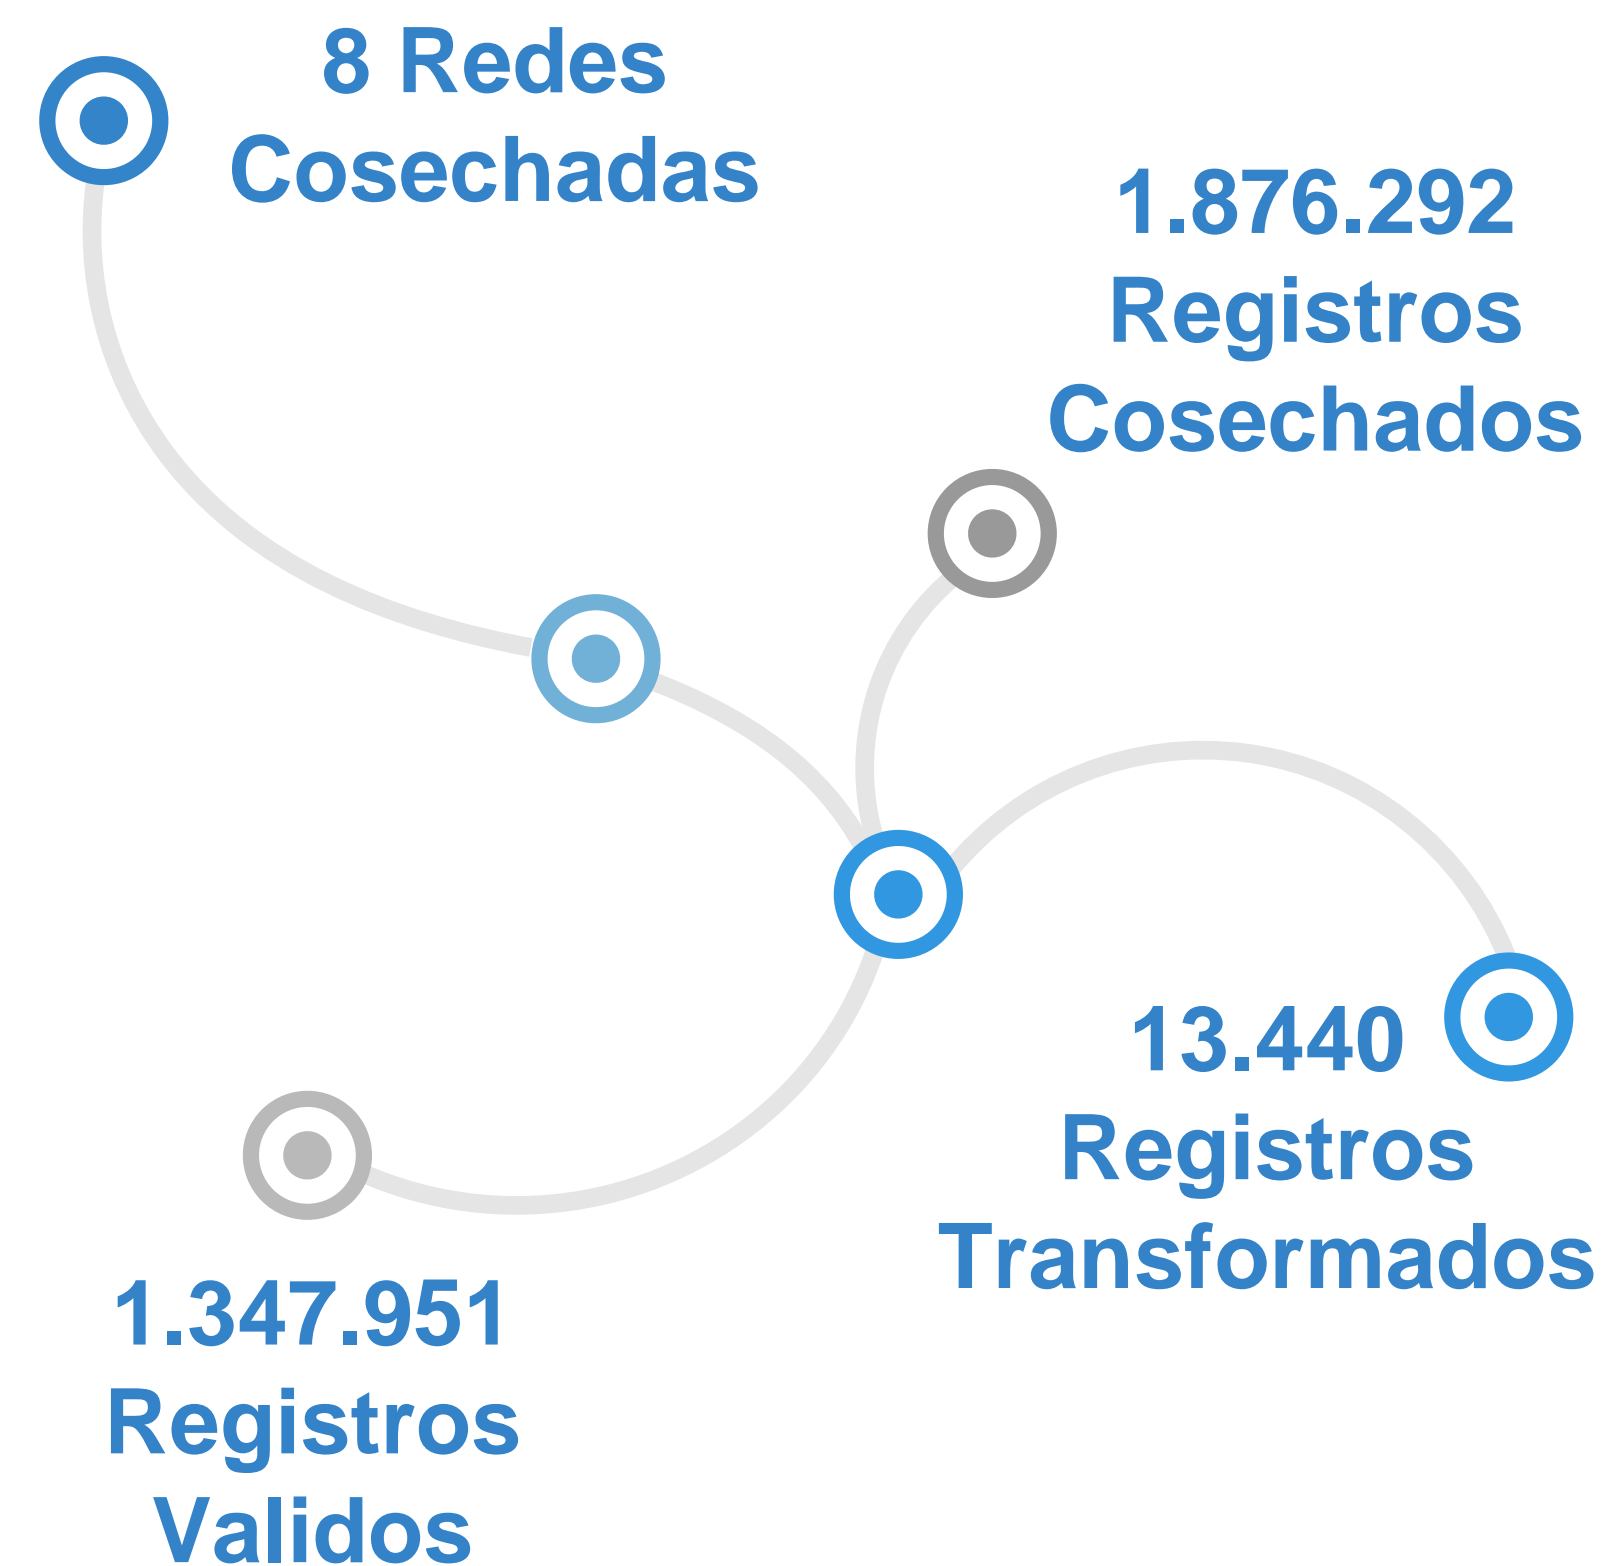 8 Redes
Cosechadas
1.876.292
Registros
Cosechados
13.440
Registros
Transformados
1.347.951
Registros
Validos